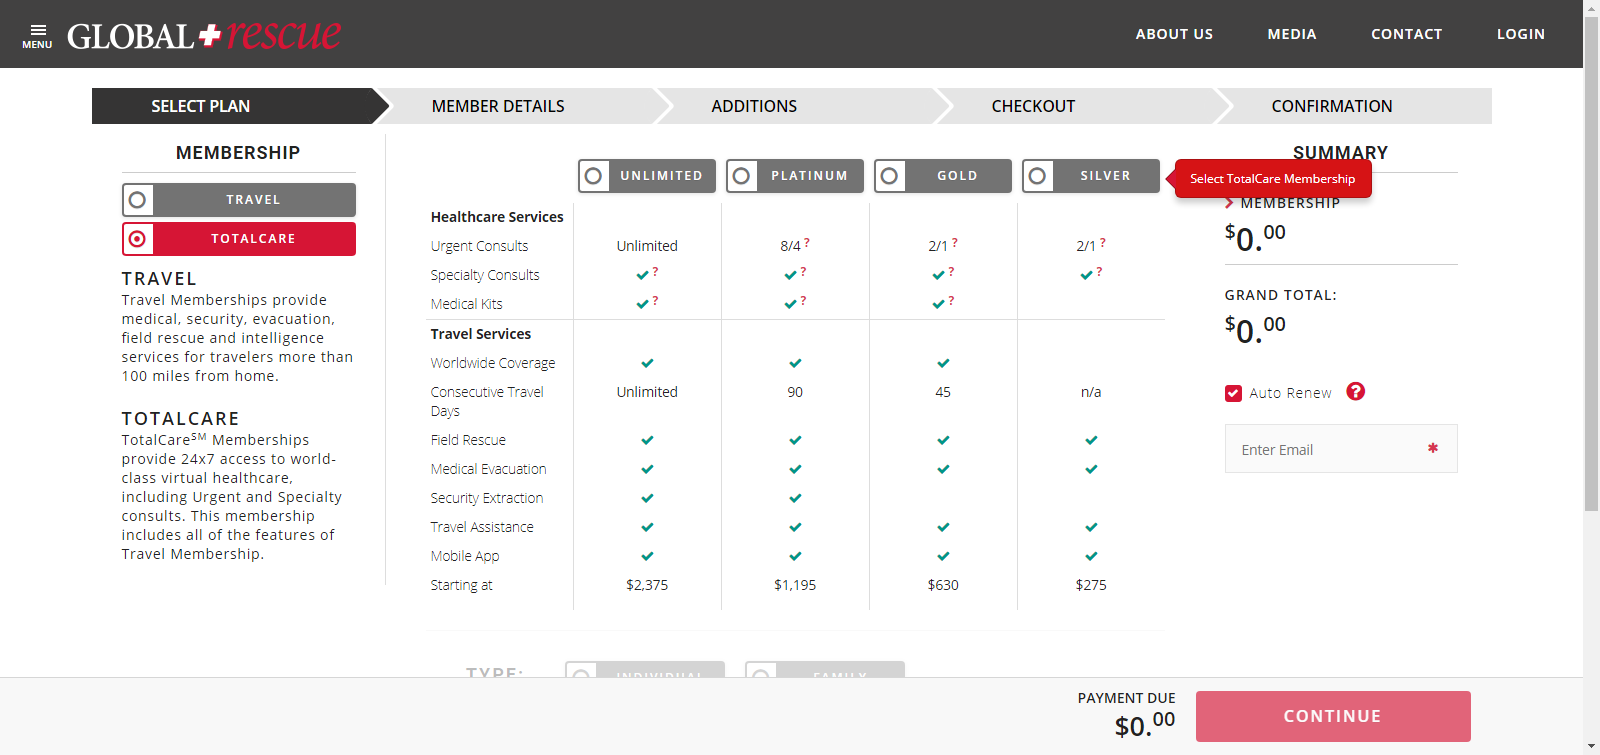 MENU
GLOBAL rescue
ABOUT US
MEDIA
CONTACT
LOGIN
SELECT PLAN
MEMBER DETAILS
ADDITIONS
CHECKOUT
CONFIRMATION
MEMBERSHIP
TRAVEL
TOTALCARE
TRAVEL
Travel Memberships provide
medical, security, evacuation,
field rescue and intelligence
services for travelers more than
100 miles from home.
TOTALCARE
TotalCareSM Memberships
provide 24x7 access to world-
class virtual healthcare,
including Urgent and Specialty
consults. This membership
includes all of the features of
Travel Membership.
UNLIMITED PLATINUM GOLD SILVER
Healthcare Services
Urgent Consults Unlimited 8/4 ? 2/1 ? 2/1 ?
Specialty Consults ? ? ? ?
Medical Kits ? ? ?
Travel Services
Worldwide Coverage
Consecutive Travel Unlimited 90 45 n/a
Days
Field Rescue
Medical Evacuation
Security Extraction
Travel Assistance
Mobile App
Starting at $2,375 $1,195 $630 $275
TYPE: INDIVIDUAL FAMILY
SUMMARY
Select TotalCare Membership
MEMBERSHIP
$0.00
GRAND TOTAL:
$0.00
Auto Renew ?
Enter Email *
PAYMENT DUE
$0.00
CONTINUE